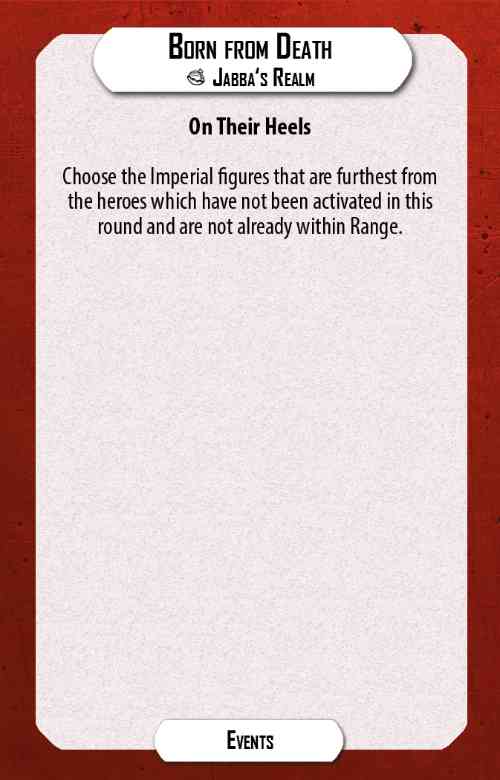 Born from Death
Jabba's Realm
On Their Heels
Choose the Imperial figures that are furthest from
the heroes which have not been activated in this
round and are not already within Range.
Events